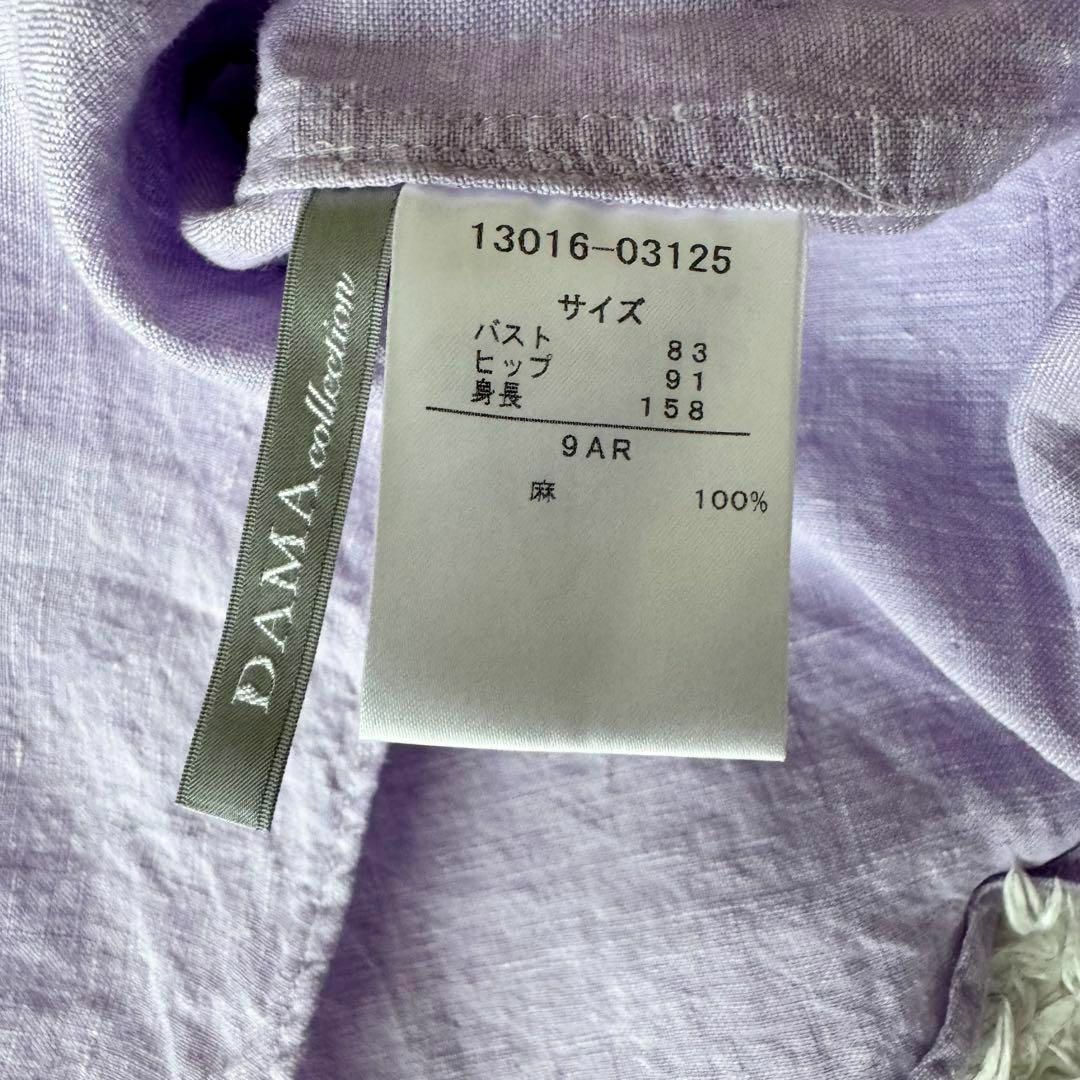 13016-03125
サイズ
バスト 83
ヒップ 91
身長 158
9AR
麻 100%
DAMA collection